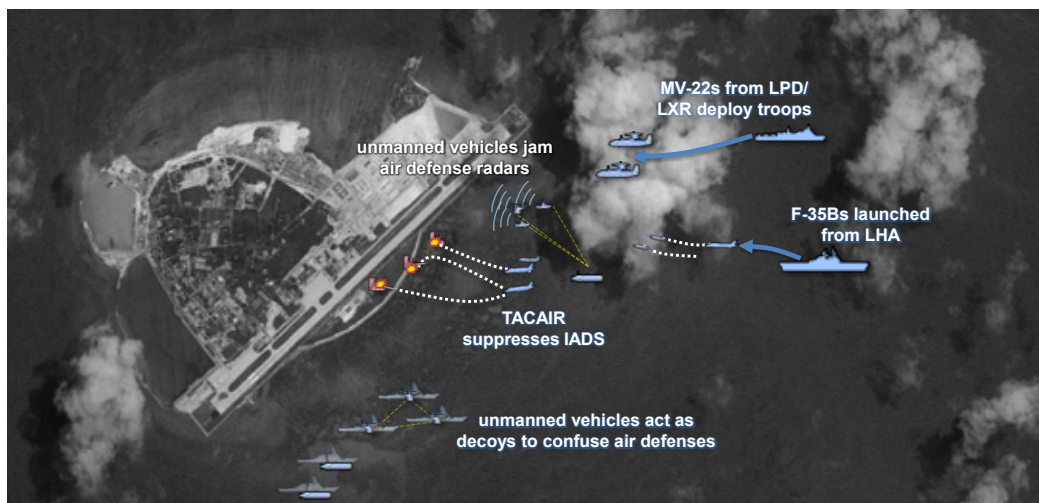 MV-22s from LPD/
LXR deploy troops
unmanned vehicles jam
air defense radars
F-35Bs launched
from LHA
TACAIR
suppresses IADS
unmanned vehicles act as
decoys to confuse air defenses